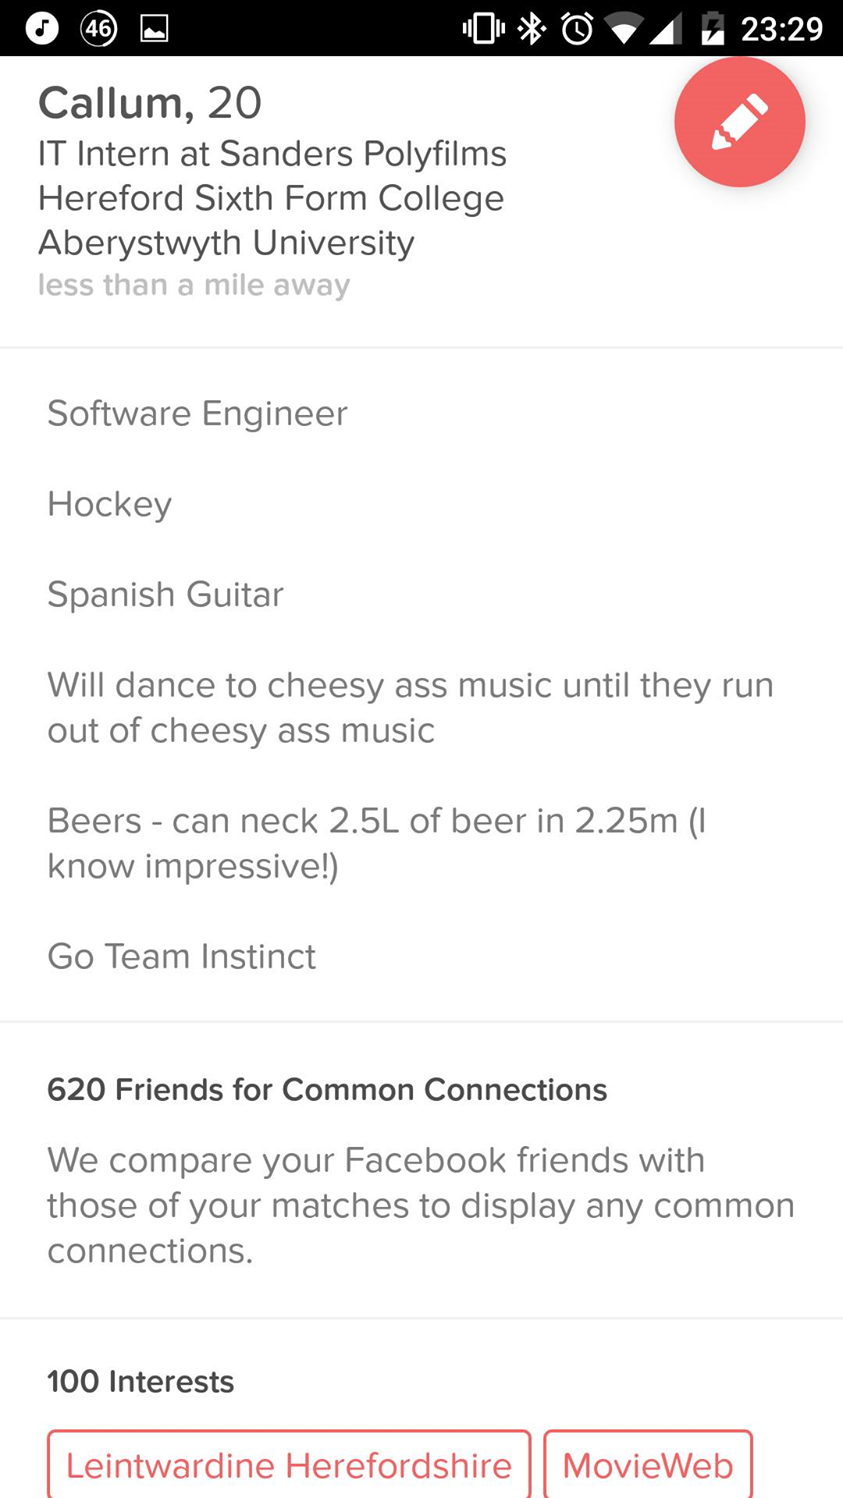 46
23:29
Callum, 20
IT Intern at Sanders Polyfilms
Hereford Sixth Form College
Aberystwyth University
less than a mile away
Software Engineer
Hockey
Spanish Guitar
Will dance to cheesy ass music until they run
out of cheesy ass music
Beers - can neck 2.5L of beer in 2.25m (I
know impressive!)
Go Team Instinct
620 Friends for Common Connections
We compare your Facebook friends with
those of your matches to display any common
connections.
100 Interests
Leintwardine Herefordshire MovieWeb